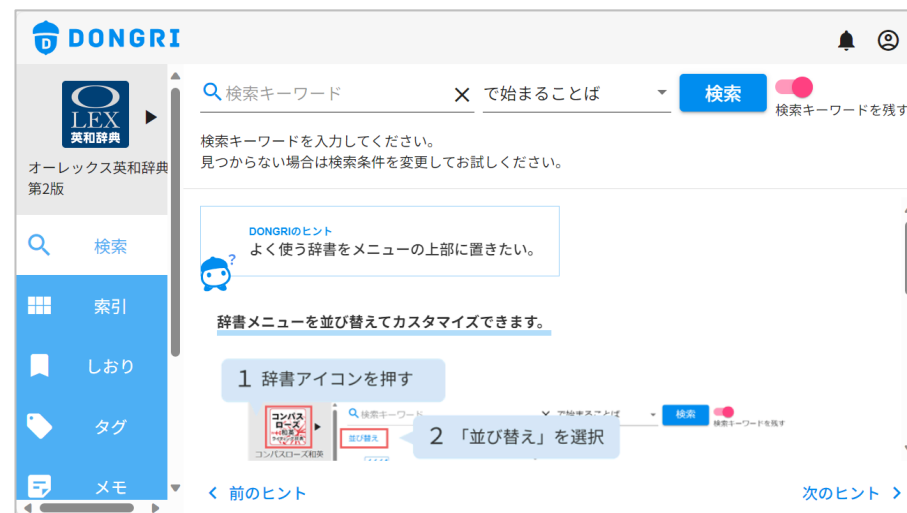 DONGRI
LEX
英和辞典
オーレックス英和辞典
第2版
検索
索引
しおり
タグ
メモ
検索キーワード
で始まることば
検索
検索キーワードを残す
検索キーワードを入力してください。
見つからない場合は検索条件を変更してお試しください。
DONGRIのヒント
よく使う辞書をメニューの上部に置きたい。
辞書メニューを並び替えてカスタマイズできます。
1 辞書アイコンを押す
コンパス
ローズ
和英
コンパスローズ和英
検索キーワード
で始まることば
検索
検索キーワードを残す
並び替え
2 「並び替え」を選択
前のヒント
次のヒント